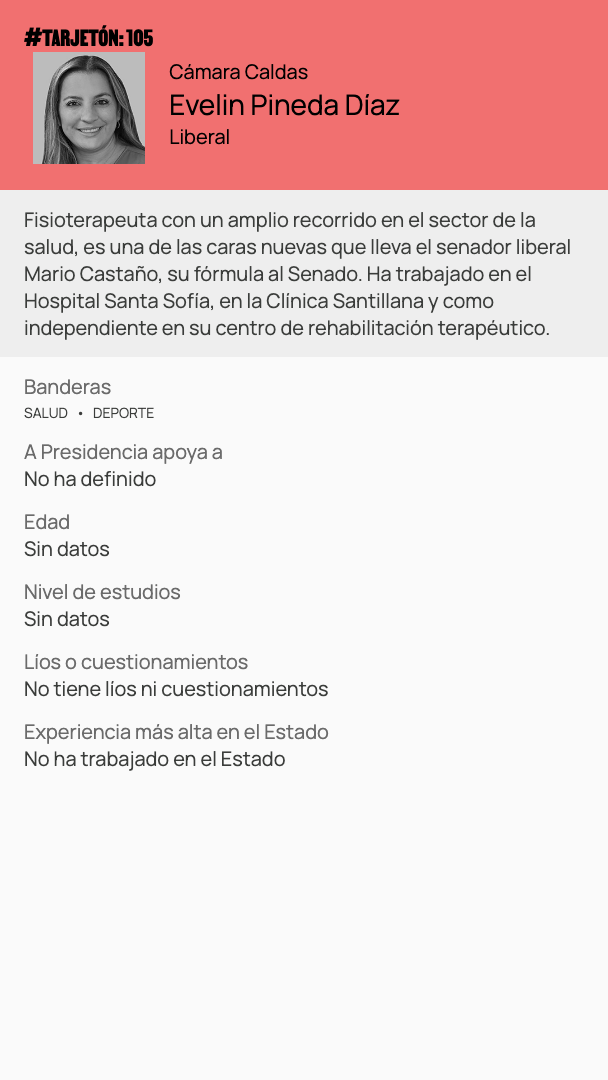 #TARJETÓN: 105
Cámara Caldas
Evelin Pineda Díaz
Liberal
Fisioterapeuta con un amplio recorrido en el sector de la
salud, es una de las caras nuevas que lleva el senador liberal
Mario Castaño, su fórmula al Senado. Ha trabajado en el
Hospital Santa Sofía, en la Clínica Santillana y como
independiente en su centro de rehabilitación terapéutico.
Banderas
SALUD • DEPORTE
A Presidencia apoya a
No ha definido
Edad
Sin datos
Nivel de estudios
Sin datos
Líos o cuestionamientos
No tiene líos ni cuestionamientos
Experiencia más alta en el Estado
No ha trabajado en el Estado